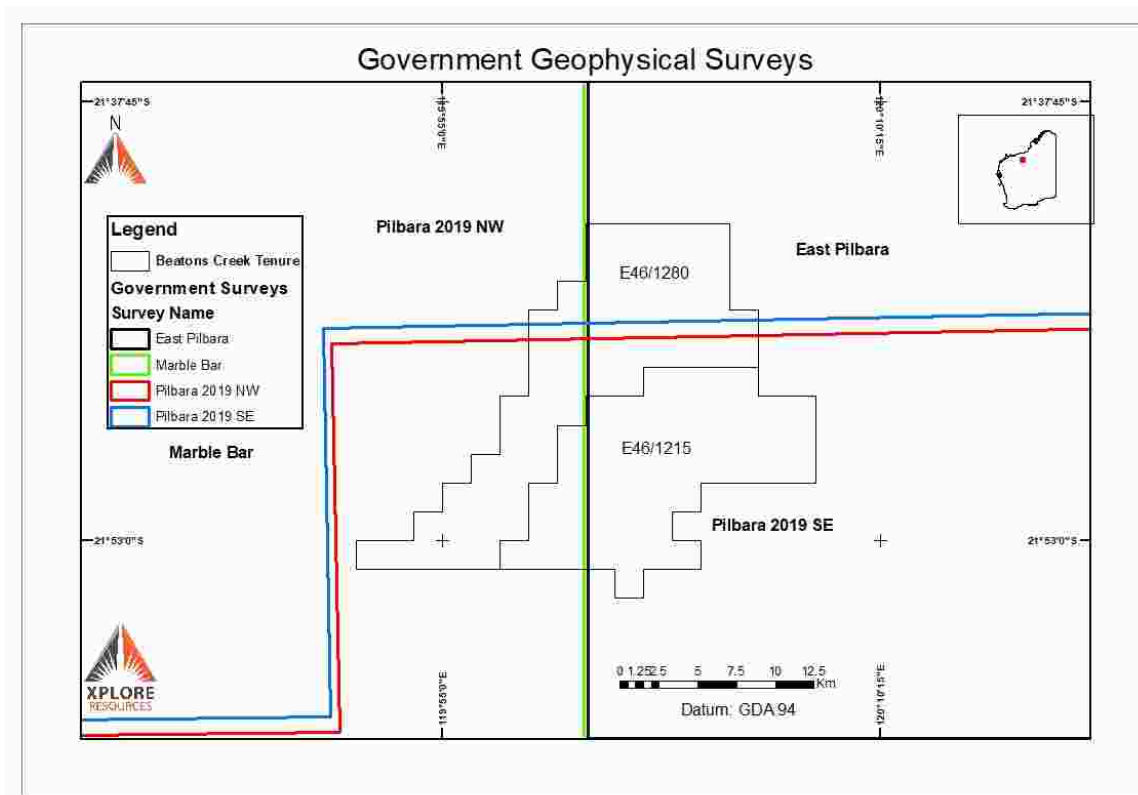 Government Geophysical Surveys
21°37'45"S
119°55'0"E
120°10'15"E
21°37'45"S
N
Pilbara 2019 NW
East Pilbara
Legend
Beatons Creek Tenure
Government Surveys
Survey Name
East Pilbara
Marble Bar
Pilbara 2019 NW
Pilbara 2019 SE
E46/1280
Marble Bar
E46/1215
Pilbara 2019 SE
21°53'0"S
21°53'0"S
XPLORE
RESOURCES
0 1.25 2.5 5 7.5 10 12.5
Km
Datum: GDA 94
119°55'0"E
120°10'15"E